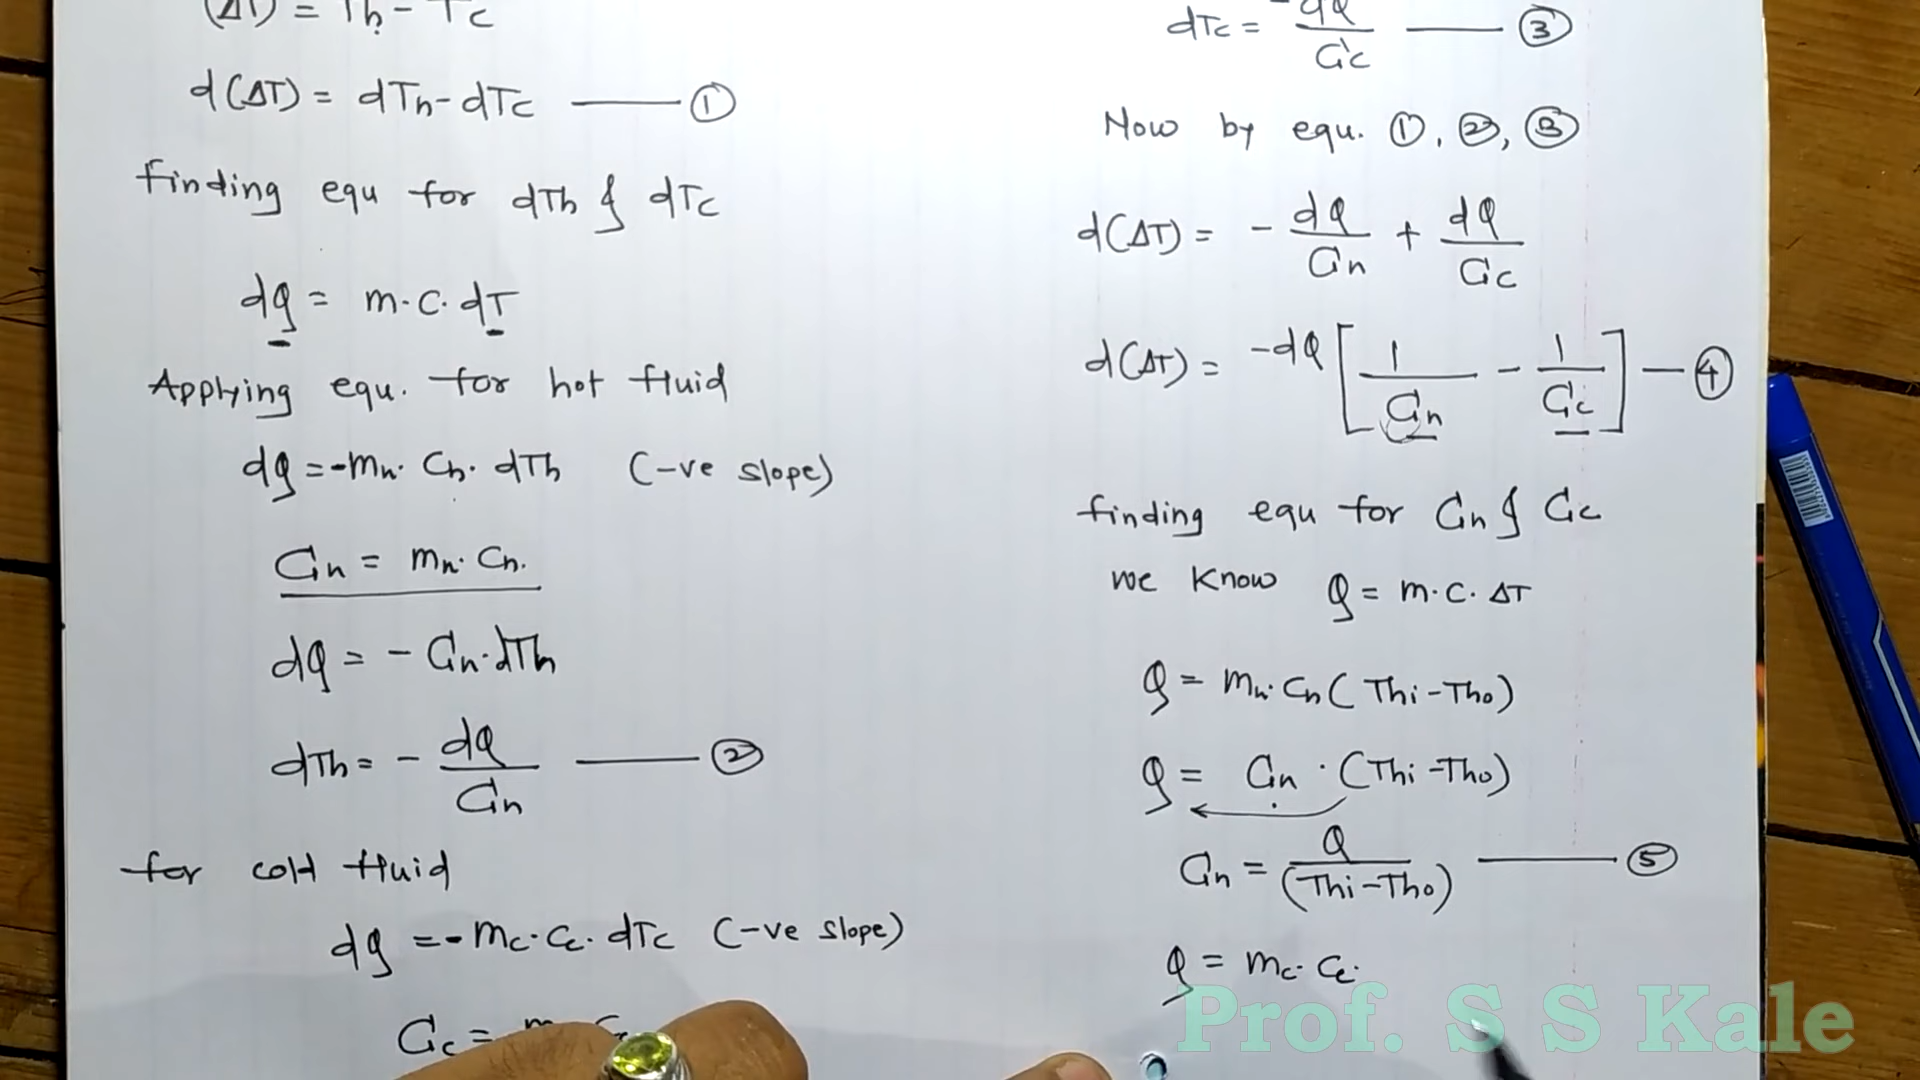 (ΔT) = Th - Tc
d(ΔT) = dTh - dTc —— ①
finding equ for dTh & dTc
dq = m.c.dT
Applying equ. for hot fluid
dq = -mh. Ch. dTh (-ve slope)
Ch = mh. Ch.
dq = - Ch. dTh
dTh = - dQ / Ch —— ②
for cold fluid
dq = - mc. Cc. dTc (-ve slope)
Cc =
dTc = - dQ / Cc —— ③
Now by equ. ①, ②, ③
d(ΔT) = - dQ / Ch + dQ / Cc
d(ΔT) = -dQ [ 1 / Ch - 1 / Cc ] — ④
finding equ for Ch & Cc
we know Q = m.c. ΔT
Q = mh. Ch (Thi - Tho)
Q = Ch . (Thi - Tho)
Ch = Q / (Thi - Tho) —— ⑤
Q = mc. Cc.
Prof. S S Kale